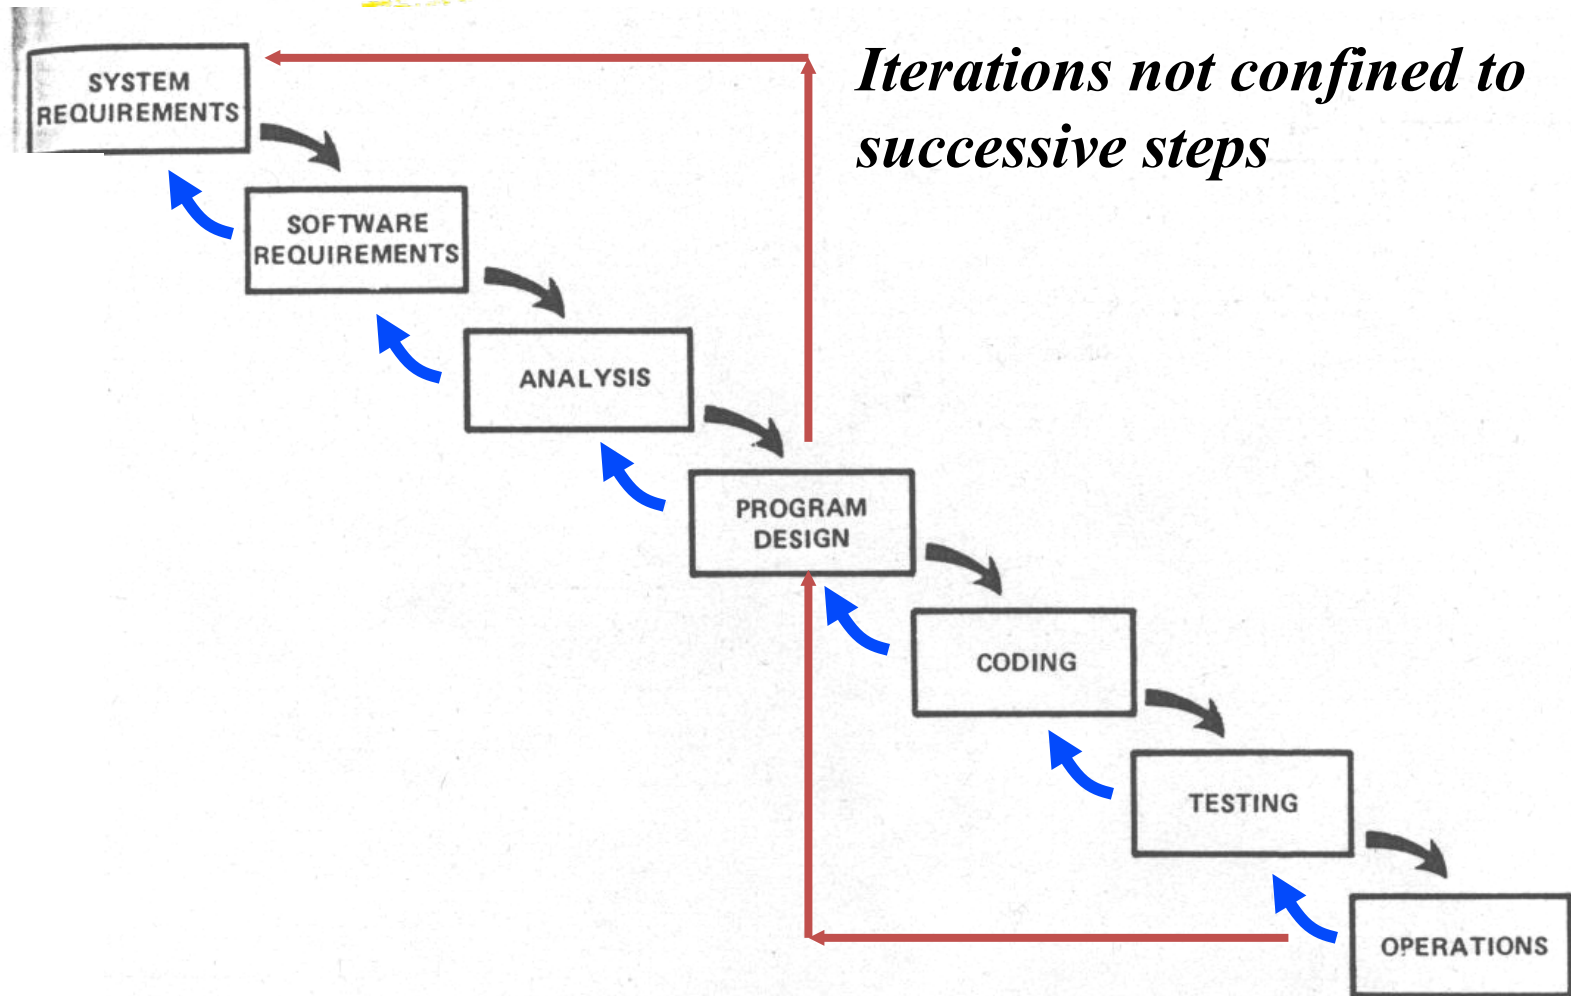 Iterations not confined to
successive steps
SYSTEM
REQUIREMENTS
SOFTWARE
REQUIREMENTS
ANALYSIS
PROGRAM
DESIGN
CODING
TESTING
OPERATIONS